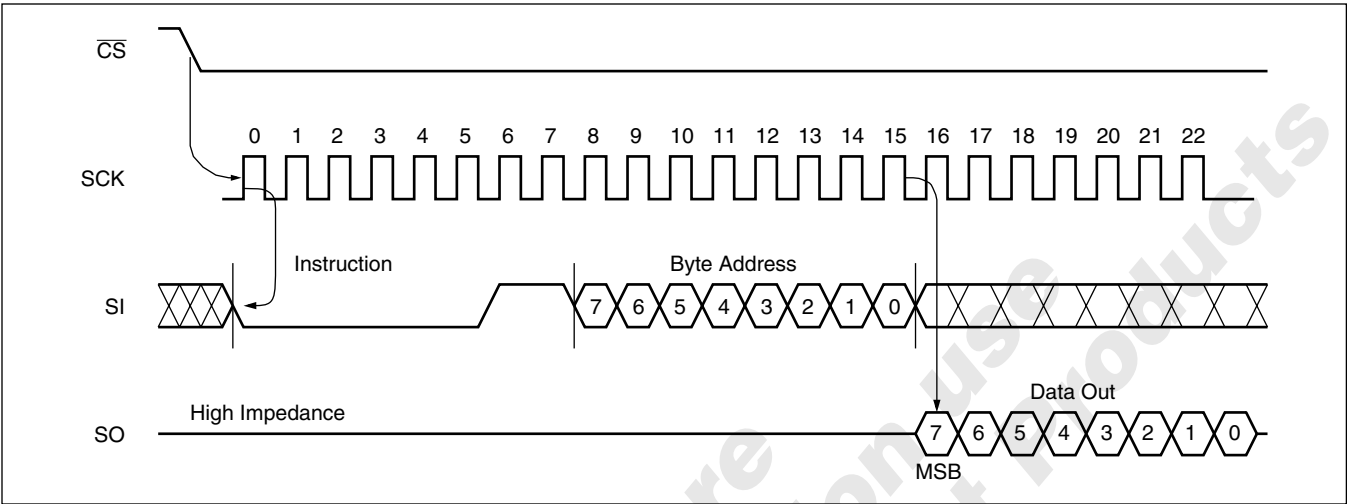 CS
0 1 2 3 4 5 6 7 8 9 10 11 12 13 14 15 16 17 18 19 20 21 22
SCK
Instruction
Byte Address
SI
7 6 5 4 3 2 1 0
Data Out
High Impedance
SO
7 6 5 4 3 2 1 0
MSB
use
Products